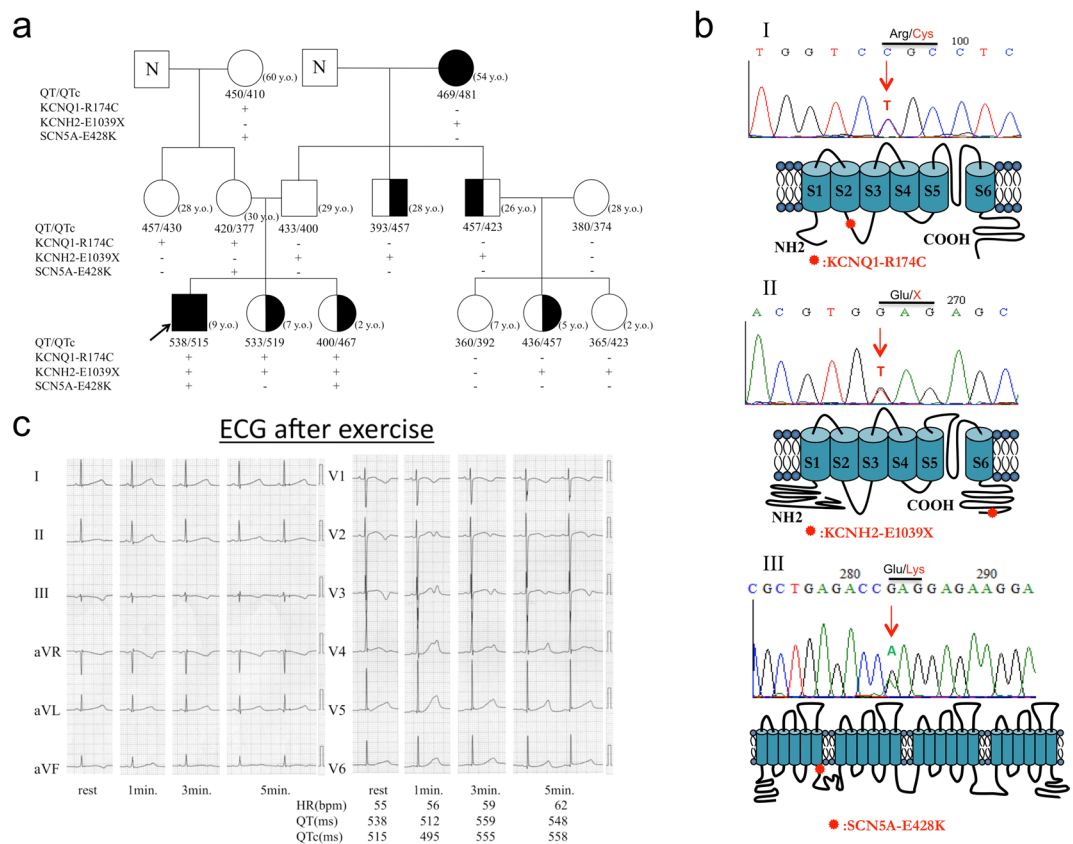 a
N
(60 y.o.)
N
(54 y.o.)
QT/QTc 450/410 469/481
KCNQ1-R174C + -
KCNH2-E1039X - +
SCN5A-E428K + -
(28 y.o.) (30 y.o.) (29 y.o.) (28 y.o.) (26 y.o.) (28 y.o.)
QT/QTc 457/430 420/377 433/400 393/457 457/423 380/374
KCNQ1-R174C + + - - - -
KCNH2-E1039X - - + + + -
SCN5A-E428K - + - - - -
(9 y.o.) (7 y.o.) (2 y.o.) (7 y.o.) (5 y.o.) (2 y.o.)
QT/QTc 538/515 533/519 400/467 360/392 436/457 365/423
KCNQ1-R174C + + + - - -
KCNH2-E1039X + + + - + +
SCN5A-E428K + - + - - -
b
I
Arg/Cys 100
T G G T C C G C C T C
T
S1 S2 S3 S4 S5 S6
NH2 COOH
:KCNQ1-R174C
II
Glu/X 270
A C G T G G A G A G C
T
S1 S2 S3 S4 S5 S6
NH2 COOH
:KCNH2-E1039X
III
280 Glu/Lys 290
C G C T G A G A C C G A G G A G A A G G A
A
:SCN5A-E428K
c
ECG after exercise
I V1
II V2
III V3
aVR V4
aVL V5
aVF V6
rest 1min. 3min. 5min. rest 1min. 3min. 5min.
HR(bpm) 55 56 59 62
QT(ms) 538 512 559 548
QTc(ms) 515 495 555 558